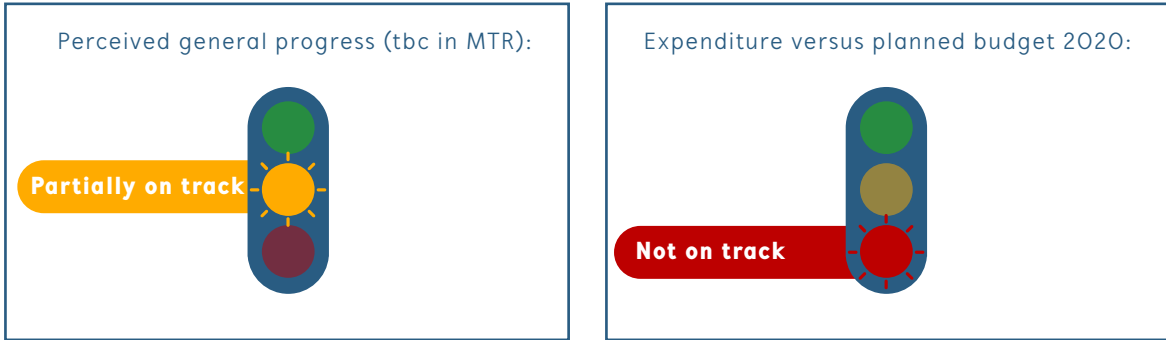 Perceived general progress (tbc in MTR):
Partially on track
Expenditure versus planned budget 2020:
Not on track